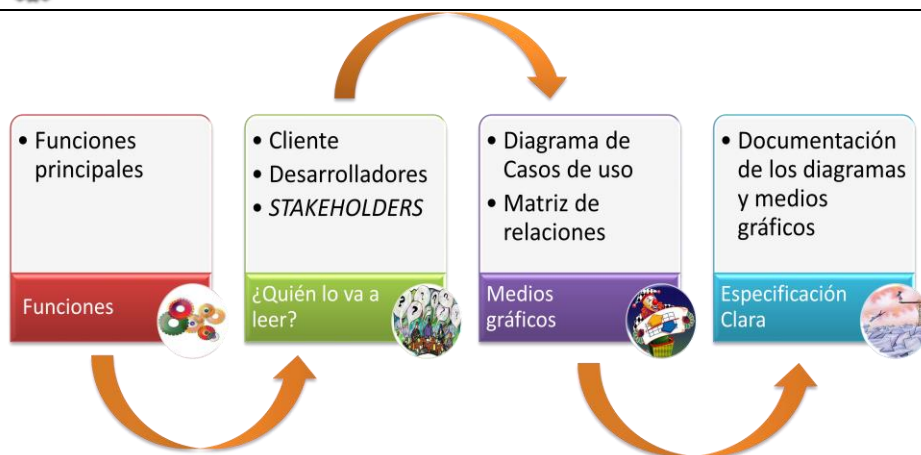 • Funciones
principales
Funciones
• Cliente
• Desarrolladores
• STAKEHOLDERS
¿Quién lo va a
leer?
• Diagrama de
Casos de uso
• Matriz de
relaciones
Medios
gráficos
• Documentación
de los diagramas
y medios
gráficos
Especificación
Clara